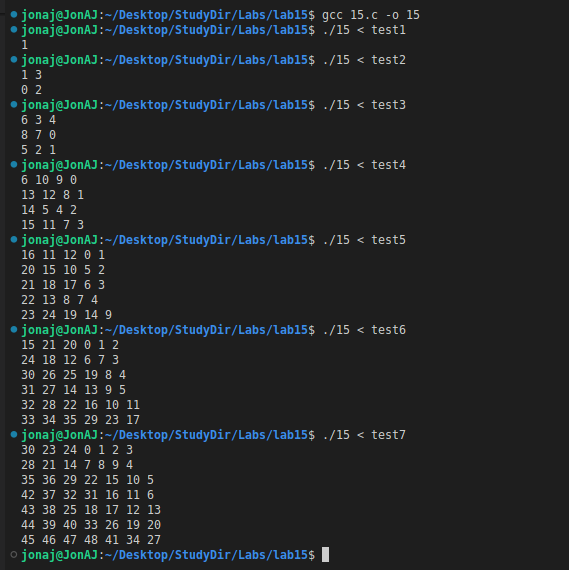 jonaj@JonAJ:~/Desktop/StudyDir/Labs/lab15$ gcc 15.c -o 15
jonaj@JonAJ:~/Desktop/StudyDir/Labs/lab15$ ./15 < test1
1
jonaj@JonAJ:~/Desktop/StudyDir/Labs/lab15$ ./15 < test2
1 3
0 2
jonaj@JonAJ:~/Desktop/StudyDir/Labs/lab15$ ./15 < test3
6 3 4
8 7 0
5 2 1
jonaj@JonAJ:~/Desktop/StudyDir/Labs/lab15$ ./15 < test4
6 10 9 0
13 12 8 1
14 5 4 2
15 11 7 3
jonaj@JonAJ:~/Desktop/StudyDir/Labs/lab15$ ./15 < test5
16 11 12 0 1
20 15 10 5 2
21 18 17 6 3
22 13 8 7 4
23 24 19 14 9
jonaj@JonAJ:~/Desktop/StudyDir/Labs/lab15$ ./15 < test6
15 21 20 0 1 2
24 18 12 6 7 3
30 26 25 19 8 4
31 27 14 13 9 5
32 28 22 16 10 11
33 34 35 29 23 17
jonaj@JonAJ:~/Desktop/StudyDir/Labs/lab15$ ./15 < test7
30 23 24 0 1 2 3
28 21 14 7 8 9 4
35 36 29 22 15 10 5
42 37 32 31 16 11 6
43 38 25 18 17 12 13
44 39 40 33 26 19 20
45 46 47 48 41 34 27
jonaj@JonAJ:~/Desktop/StudyDir/Labs/lab15$